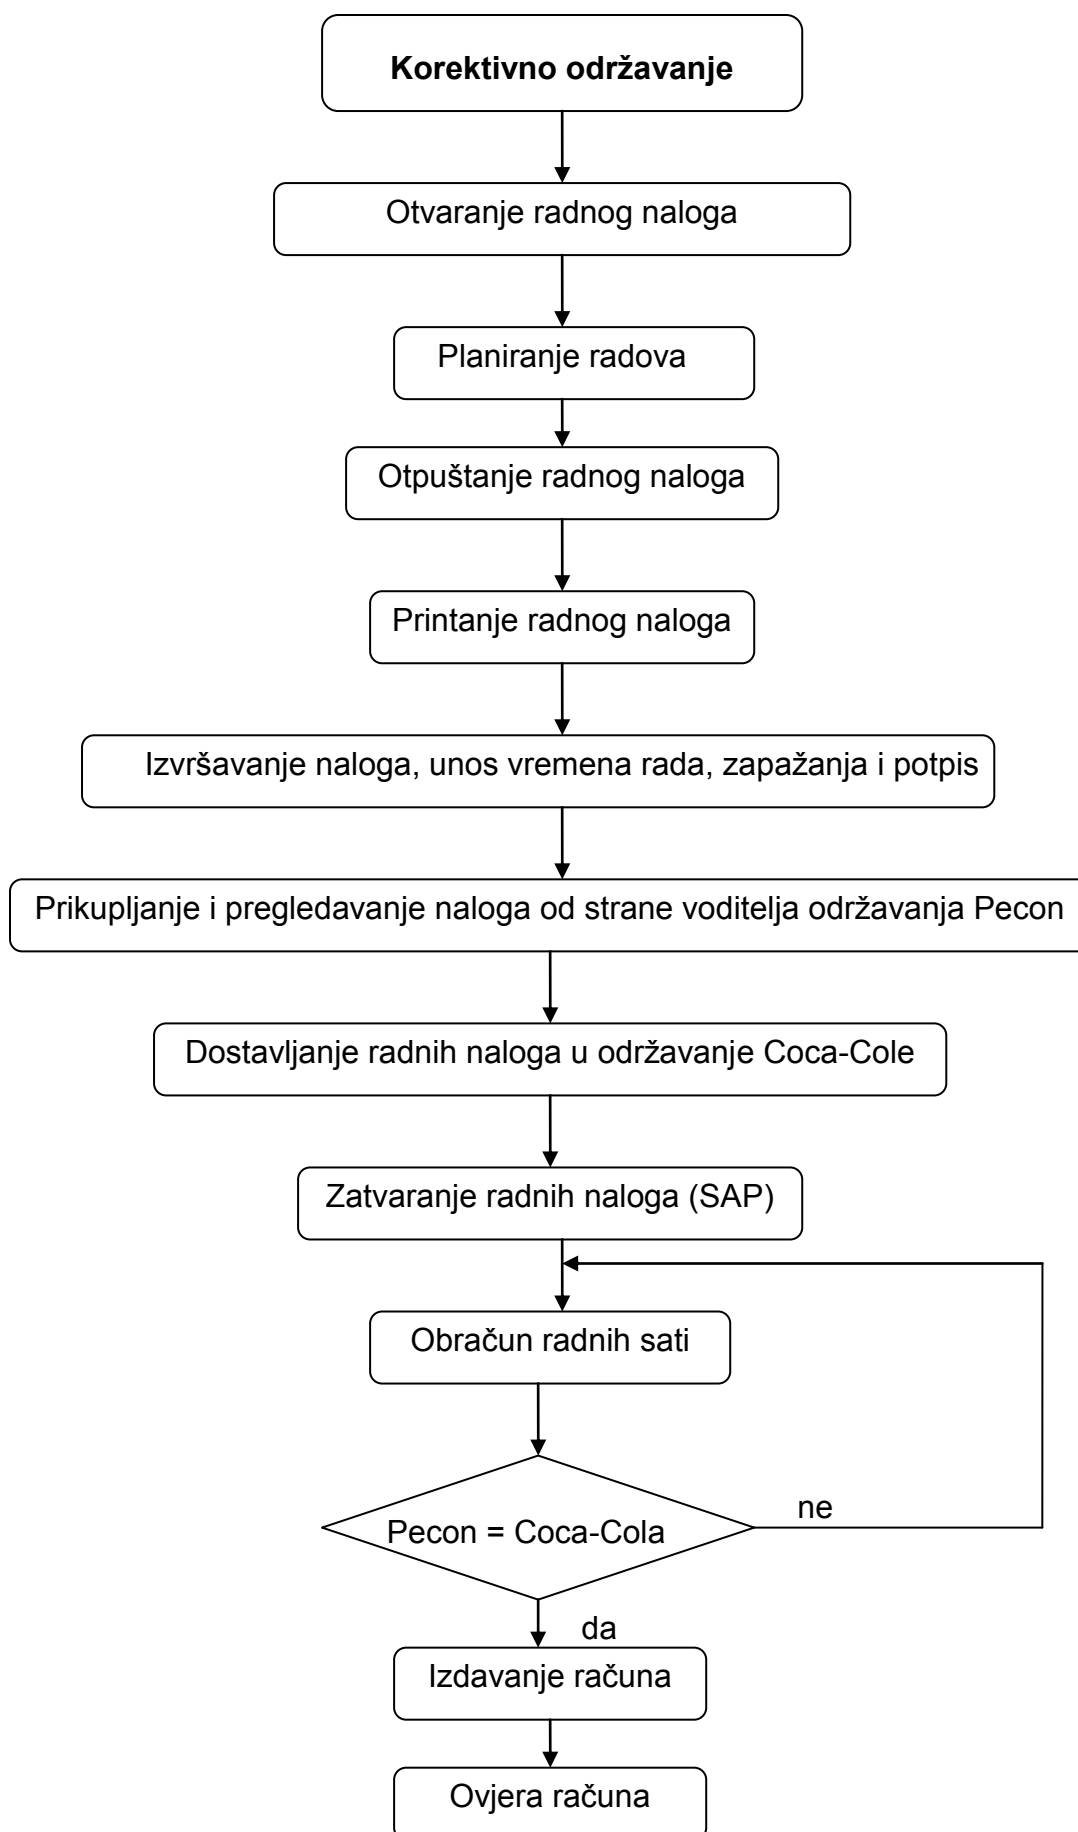 Korektivno održavanje
Otvaranje radnog naloga
Planiranje radova
Otpuštanje radnog naloga
Printanje radnog naloga
Izvršavanje naloga, unos vremena rada, zapažanja i potpis
Prikupljanje i pregledavanje naloga od strane voditelja održavanja Pecon
Dostavljanje radnih naloga u održavanje Coca-Cole
Zatvaranje radnih naloga (SAP)
Obračun radnih sati
Pecon = Coca-Cola
ne
da
Izdavanje računa
Ovjera računa